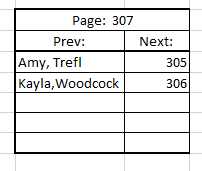 Page: 307
Prev: Next:
Amy, Trefl 305
Kayla,Woodcock 306